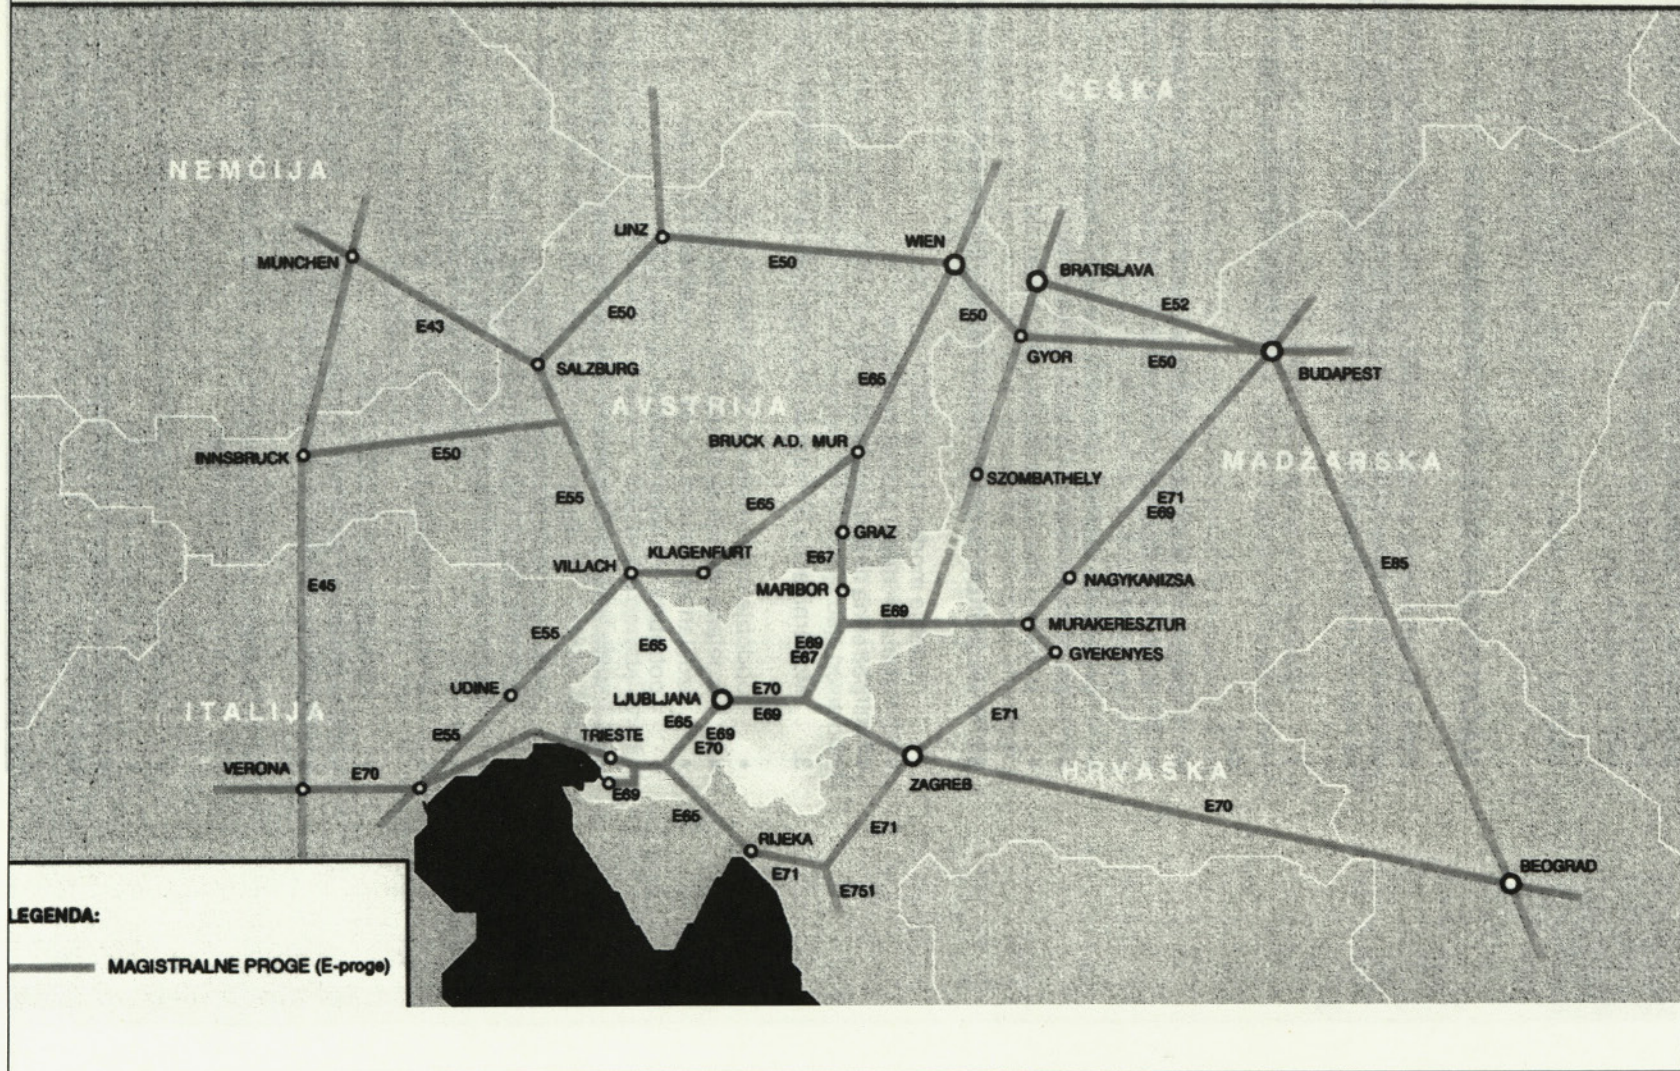 ČEŠKA
NEMČIJA
LINZ
WIEN
MÜNCHEN
E50
BRATISLAVA
E52
E50
E50
E43
GYOR
E50
SALZBURG
BUDAPEST
E65
AVSTRIJA
BRUCK A.D. MUR
INNSBRUCK
E50
MADŽARSKA
SZOMBATHELY
E55
E65
E71
E69
GRAZ
KLAGENFURT
E67
VILLACH
E85
NAGYKANIZSA
E45
MARIBOR
E69
MURAKERESZTUR
E55
E65
E69
E67
GYEKENYES
UDINE
LJUBLJANA
E70
E69
ITALIJA
E65
E71
E55
TRIESTE
E69
E70
VERONA
E70
HRVAŠKA
ZAGREB
E69
E70
E65
E71
RIJEKA
E71
BEOGRAD
E751
LEGENDA:
MAGISTRALNE PROGE (E-proge)